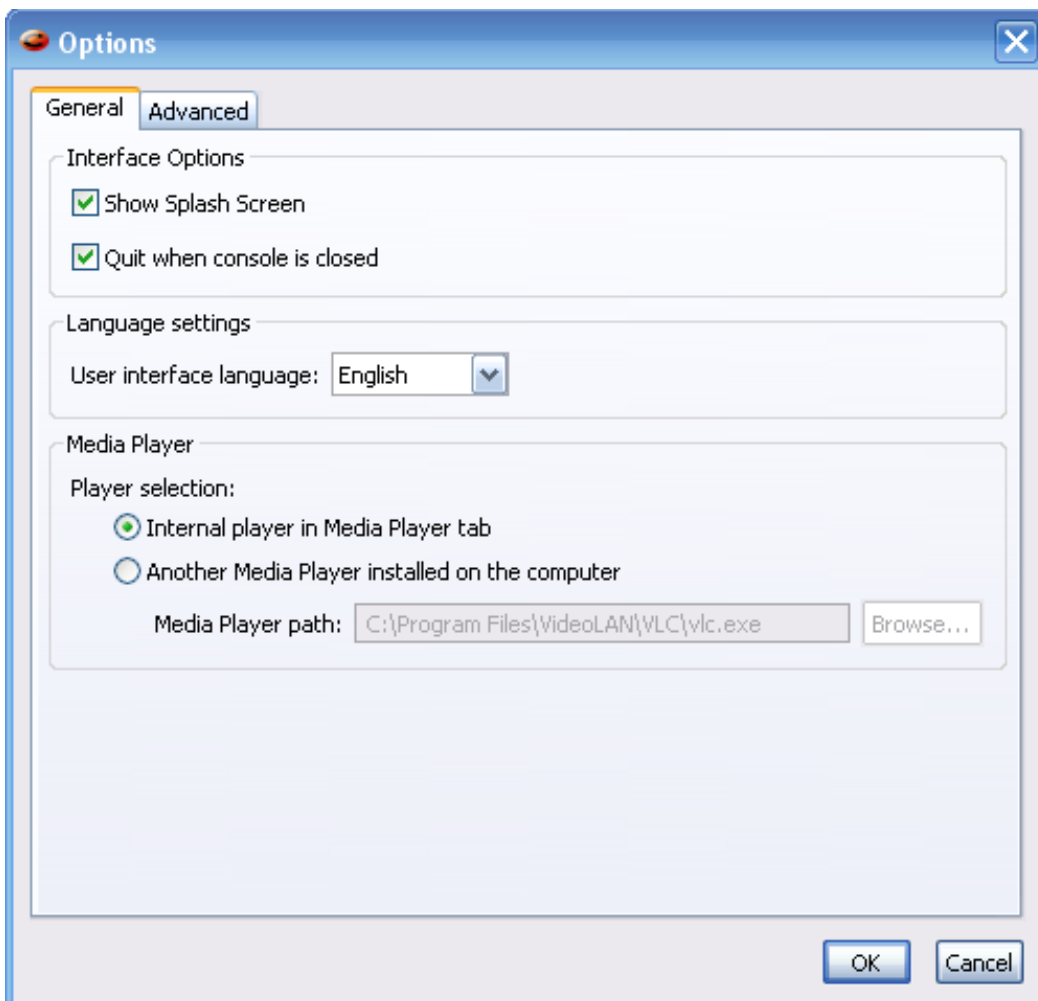 Options
General
Advanced
Interface Options
Show Splash Screen
Quit when console is closed
Language settings
User interface language: English
Media Player
Player selection:
Internal player in Media Player tab
Another Media Player installed on the computer
Media Player path: C:\Program Files\VideoLAN\VLC\vlc.exe Browse...
OK Cancel